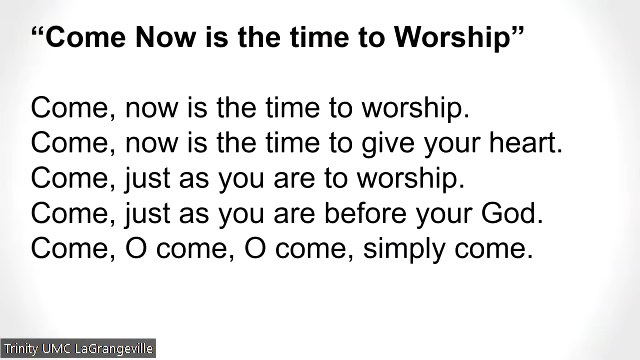 “Come Now is the time to Worship”
Come, now is the time to worship.
Come, now is the time to give your heart.
Come, just as you are to worship.
Come, just as you are before your God.
Come, O come, O come, simply come.
Trinity UMC LaGrangeville